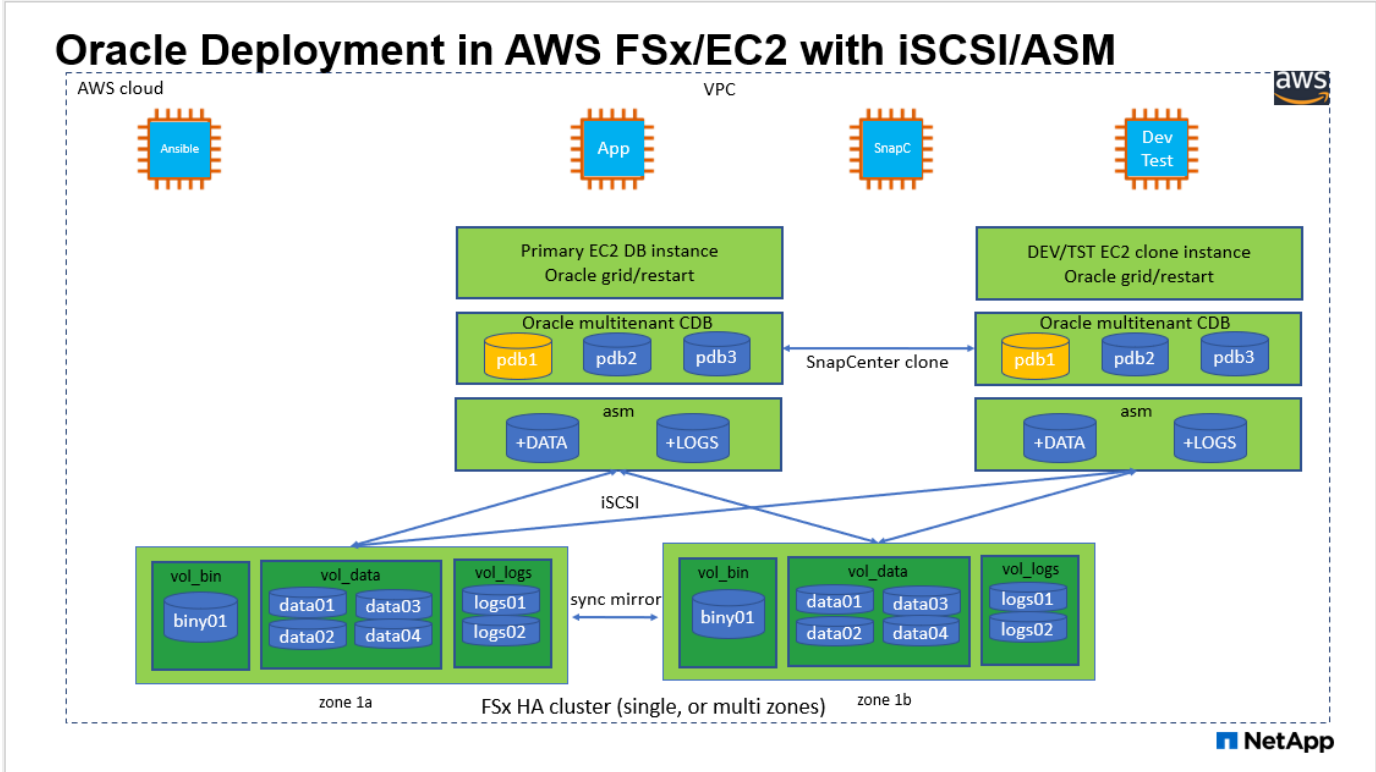 Oracle Deployment in AWS FSx/EC2 with iSCSI/ASM
AWS cloud
VPC
aws
Ansible
App
SnapC
Dev
Test
Primary EC2 DB instance
Oracle grid/restart
DEV/TST EC2 clone instance
Oracle grid/restart
Oracle multitenant CDB
pdb1
pdb2
pdb3
SnapCenter clone
Oracle multitenant CDB
pdb1
pdb2
pdb3
asm
+DATA
+LOGS
asm
+DATA
+LOGS
iSCSI
vol_bin
biny01
vol_data
data01
data03
data02
data04
vol_logs
logs01
logs02
sync mirror
vol_bin
biny01
vol_data
data01
data03
data02
data04
vol_logs
logs01
logs02
zone 1a
FSx HA cluster (single, or multi zones)
zone 1b
NetApp